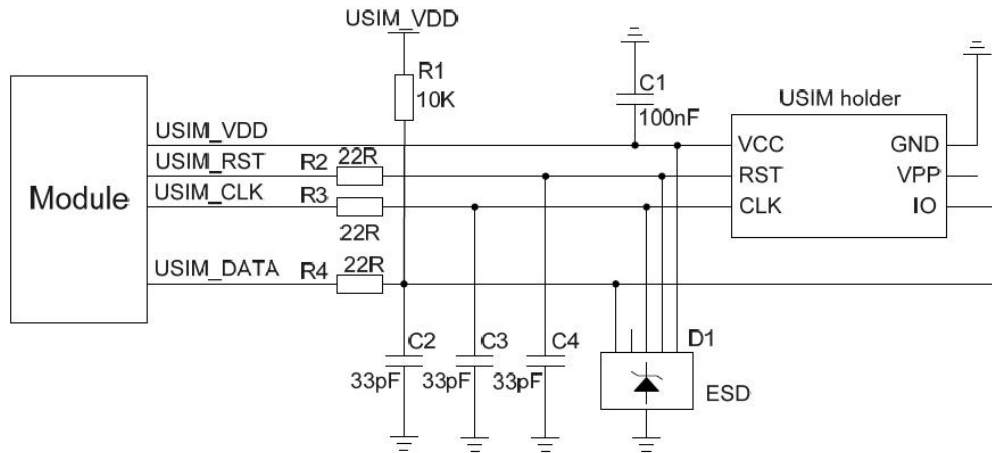 USIM_VDD
R1
10K
C1
100nF
USIM holder
Module
USIM_VDD
USIM_RST
R2
22R
USIM_CLK
R3
22R
USIM_DATA
R4
22R
VCC
GND
RST
VPP
CLK
IO
C2
33pF
C3
33pF
C4
33pF
D1
ESD